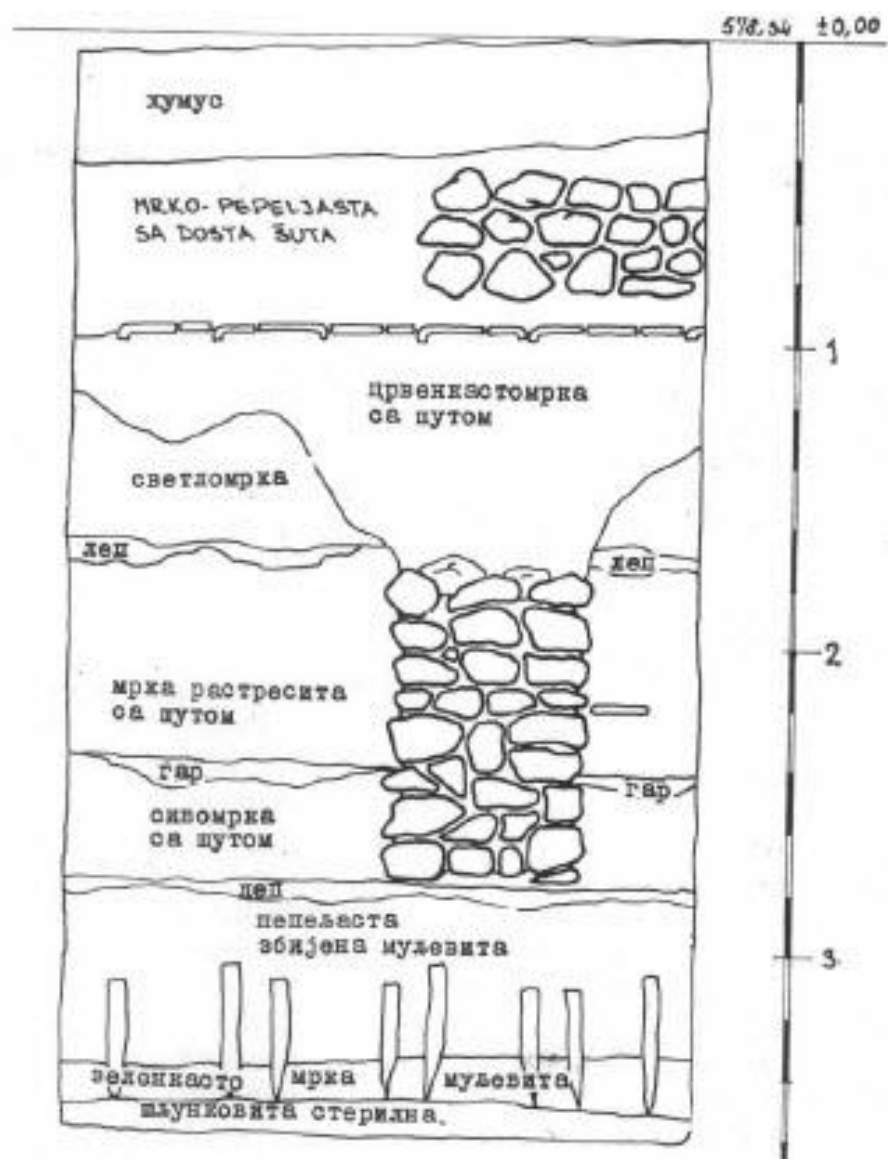 578.34 ±0,00
хумус
MRKO-PEPELJASTA
SA DOSTA ŠUTA
1
црвенкастомрка
са шутом
светломрка
леп
леп
2
мрка растресита
са шутом
гар
гар
сивомрка
са шутом
леп
пепељаста
збијена муљевита
3
зеленкасто мрка муљевита
шљунковита стерилна.